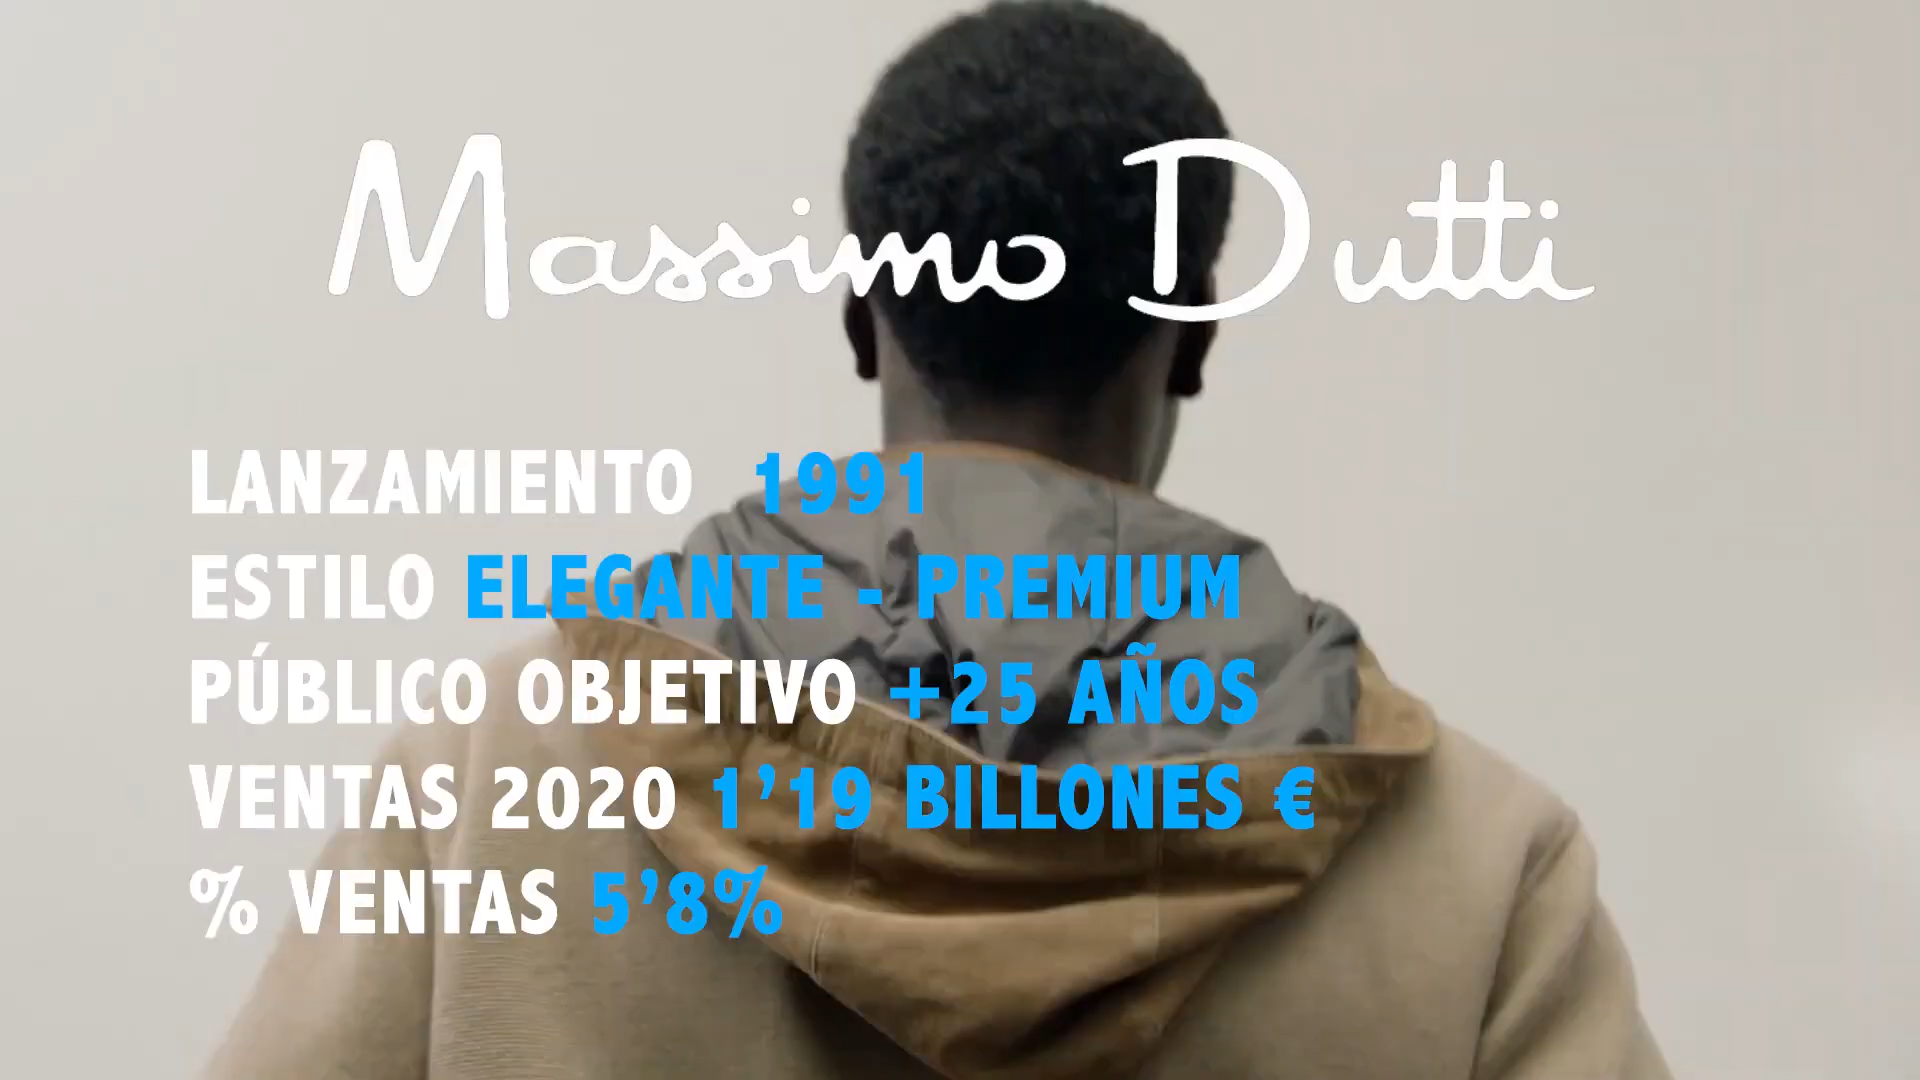 Massimo Dutti
LANZAMIENTO 1991
ESTILO ELEGANTE - PREMIUM
PÚBLICO OBJETIVO +25 AÑOS
VENTAS 2020 1’19 BILLONES €
% VENTAS 5’8%